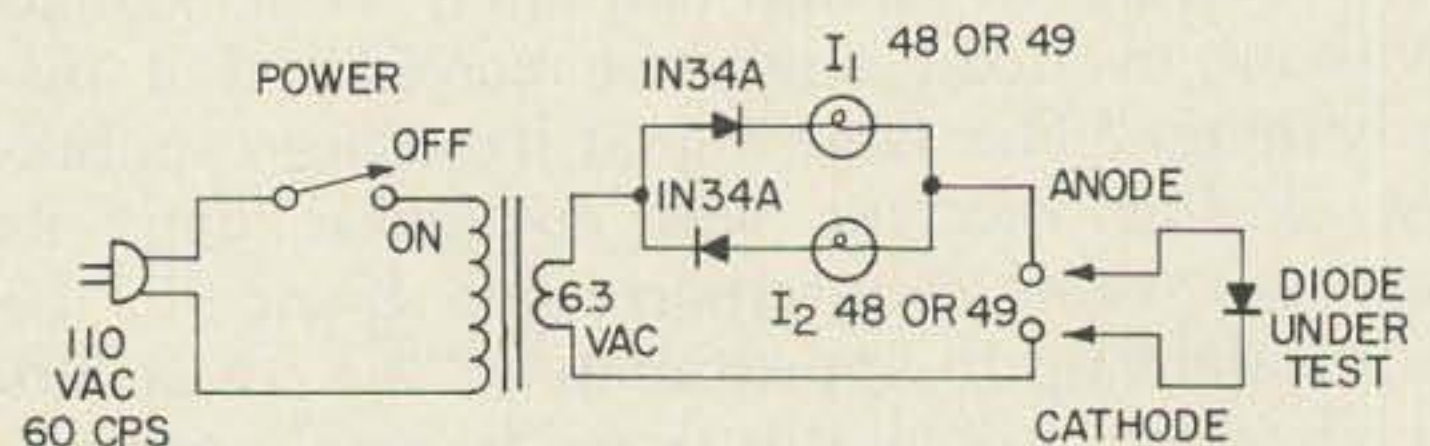 POWER
OFF
ON
110
VAC
60 CPS
6.3
VAC
IN34A
I₁ 48 OR 49
IN34A
I₂ 48 OR 49
ANODE
CATHODE
DIODE
UNDER
TEST